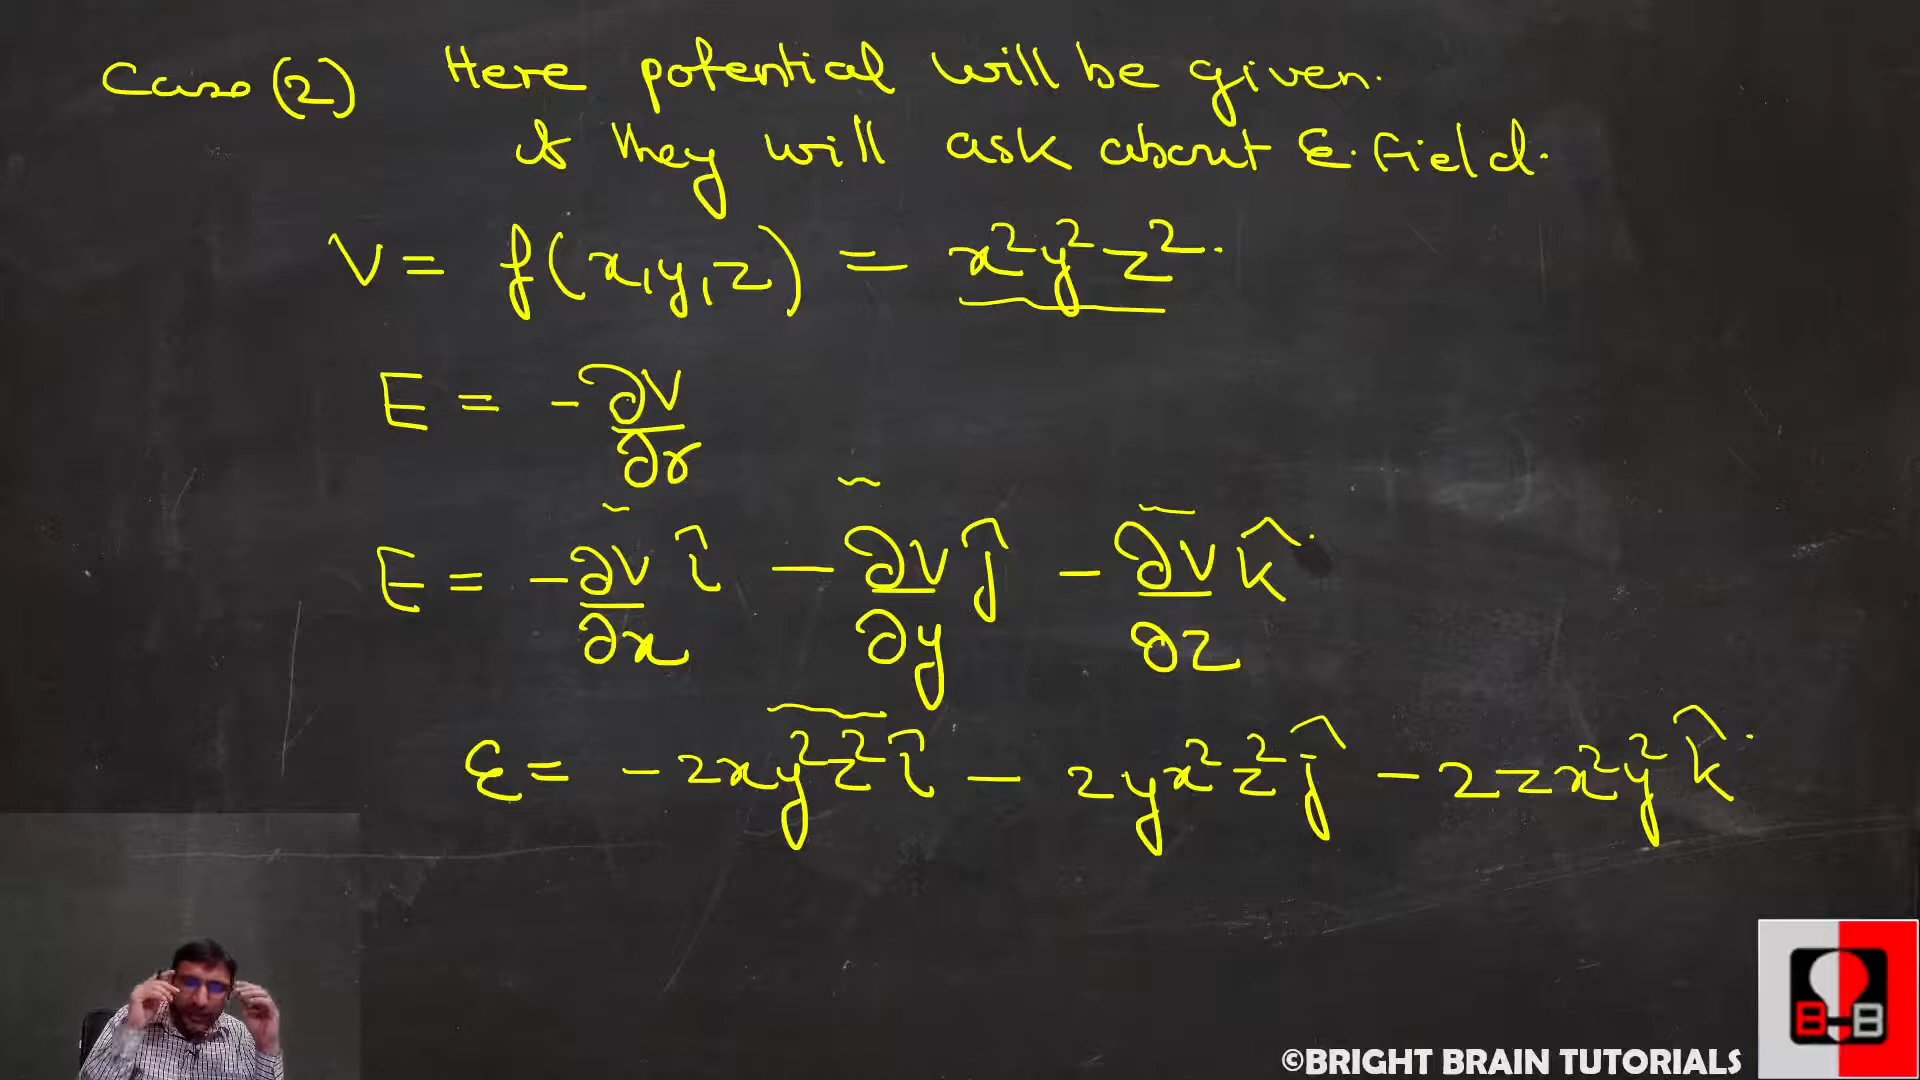 Case (2) Here potential will be given.
& they will ask about E. Field.
V = f(x,y,z) = x²y²z².
E = -∂V/∂r
E = -∂V/∂x î - ∂V/∂y ĵ - ∂V/∂z k̂.
E = -2xy²z² î - 2yx²z² ĵ - 2zx²y² k̂.
B-B
©BRIGHT BRAIN TUTORIALS